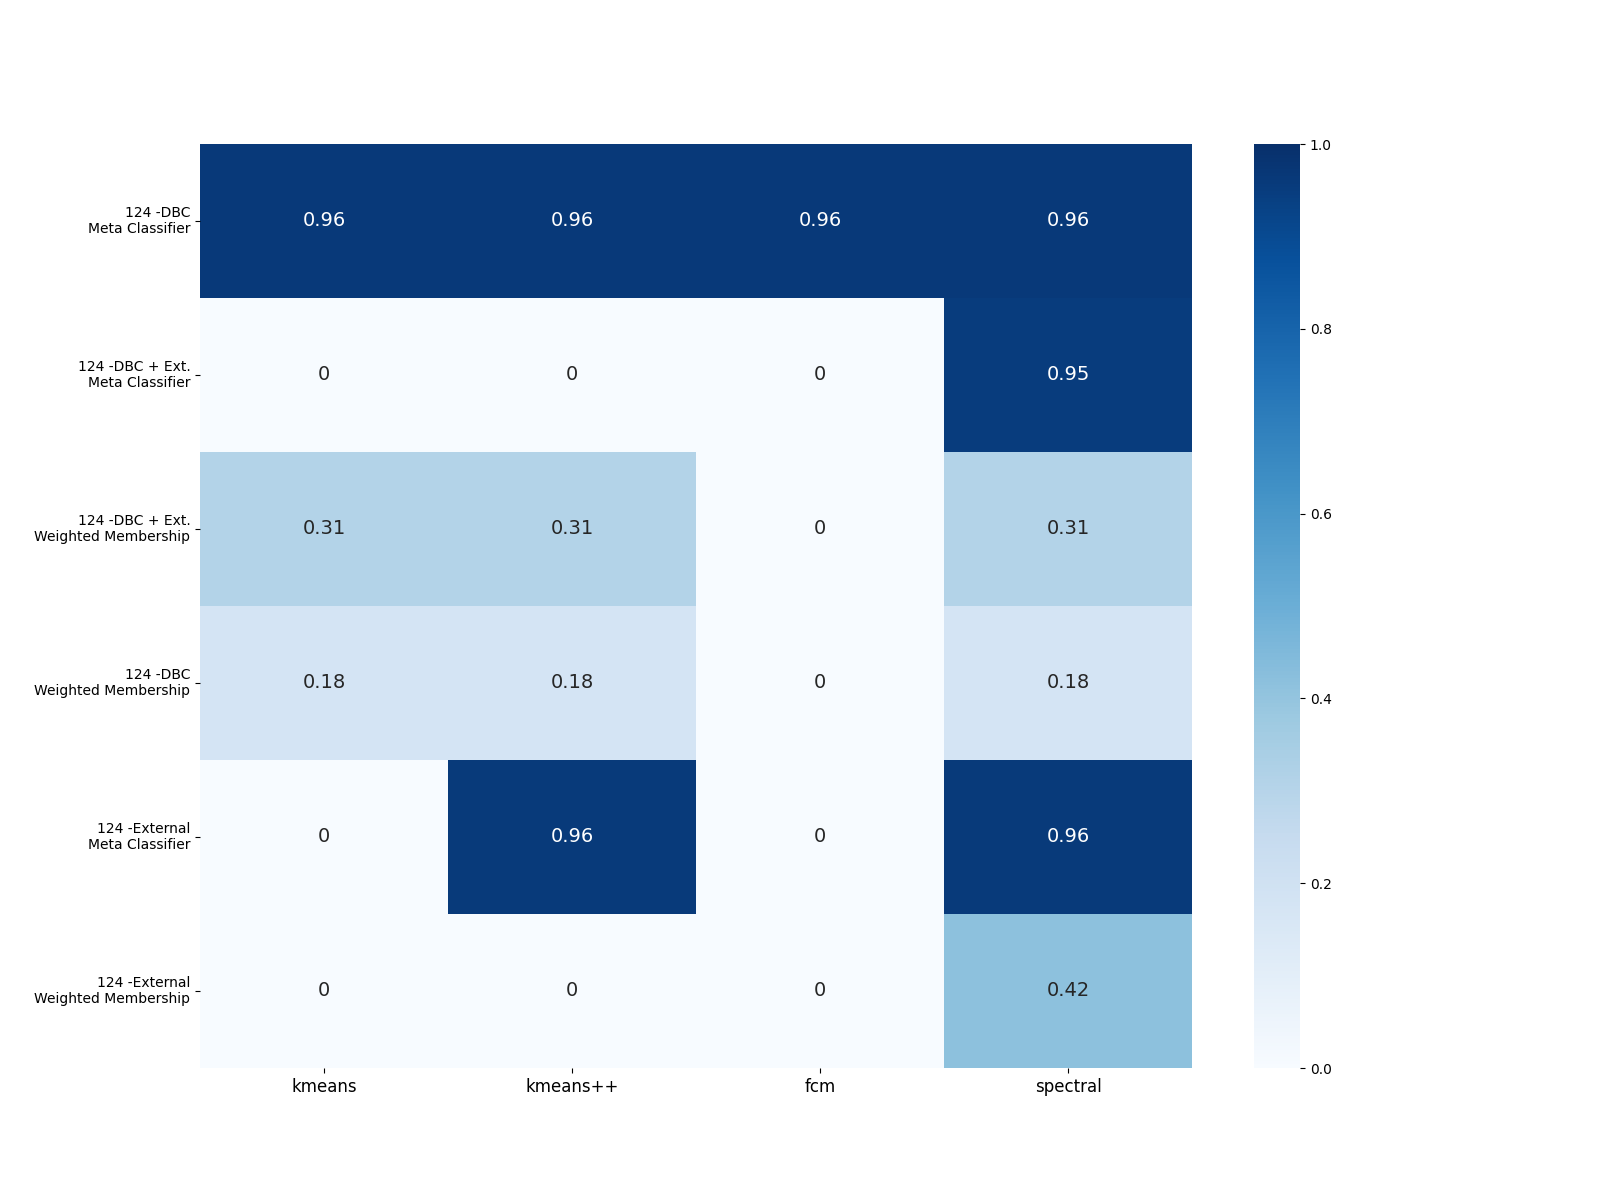 124 -DBC
Meta Classifier
0.96 0.96 0.96 0.96
124 -DBC + Ext.
Meta Classifier
0 0 0 0.95
124 -DBC + Ext.
Weighted Membership
0.31 0.31 0 0.31
124 -DBC
Weighted Membership
0.18 0.18 0 0.18
124 -External
Meta Classifier
0 0.96 0 0.96
124 -External
Weighted Membership
0 0 0 0.42
kmeans kmeans++ fcm spectral
1.0
0.8
0.6
0.4
0.2
0.0